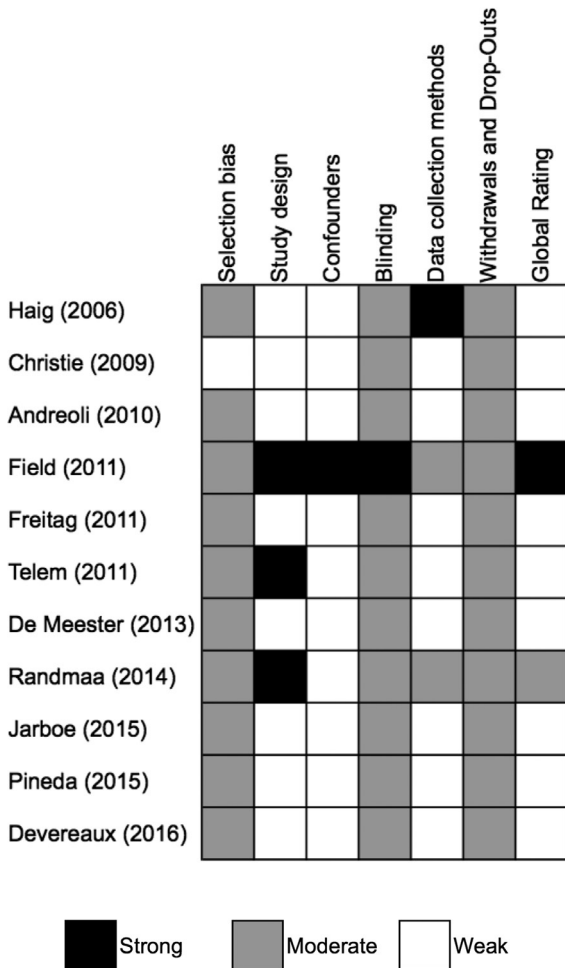 Selection bias
Study design
Confounders
Blinding
Data collection methods
Withdrawals and Drop-Outs
Global Rating
Haig (2006)
Christie (2009)
Andreoli (2010)
Field (2011)
Freitag (2011)
Telem (2011)
De Meester (2013)
Randmaa (2014)
Jarboe (2015)
Pineda (2015)
Devereaux (2016)
Strong
Moderate
Weak